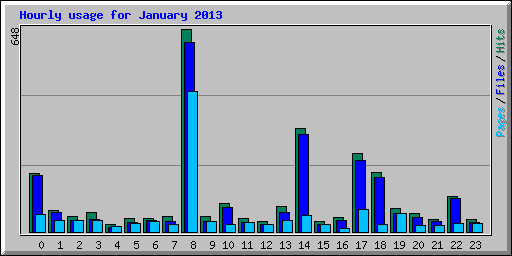 Hourly usage for January 2013
648
Pages/Files/Hits
0 1 2 3 4 5 6 7 8 9 10 11 12 13 14 15 16 17 18 19 20 21 22 23